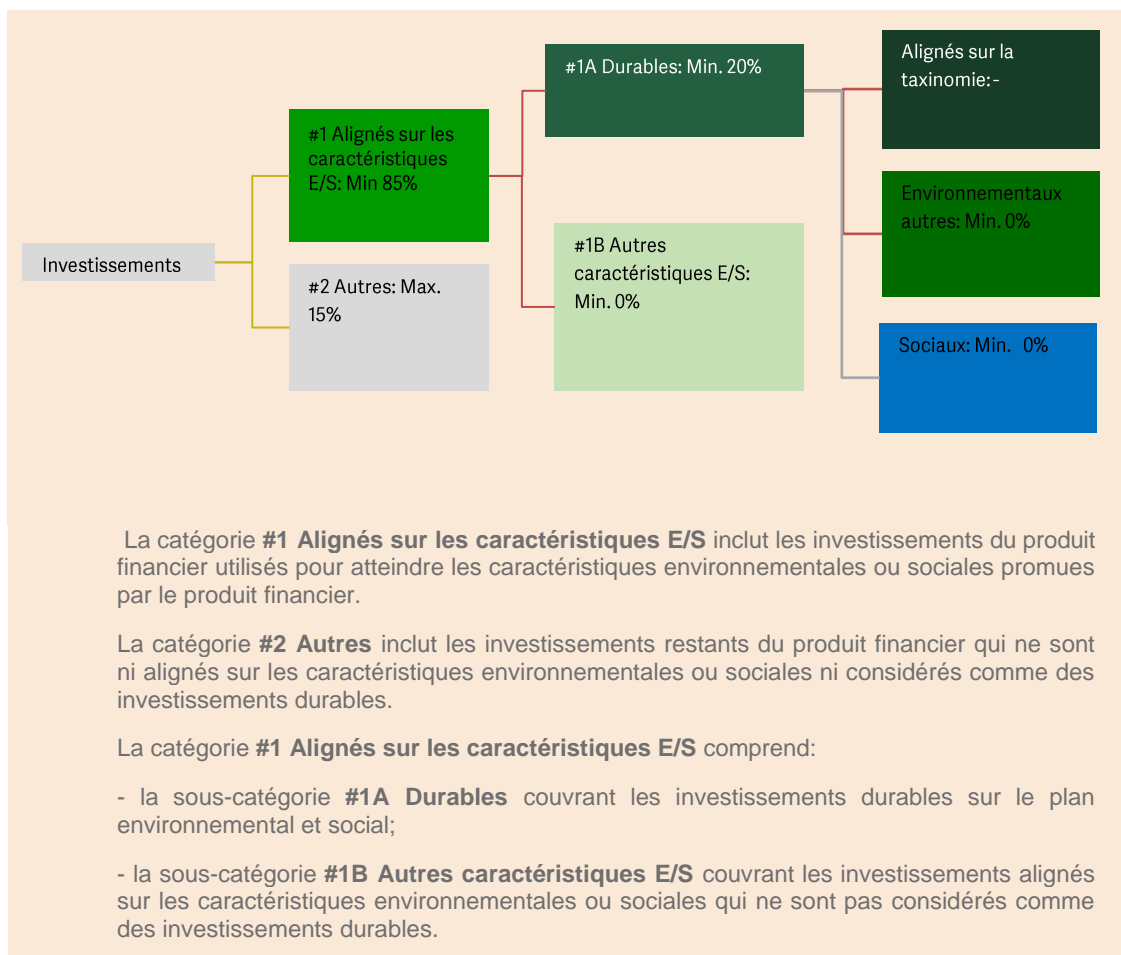 Investissements
#1 Alignés sur les
caractéristiques
E/S: Min 85%
#2 Autres: Max.
15%
#1A Durables: Min. 20%
#1B Autres
caractéristiques E/S:
Min. 0%
Alignés sur la
taxinomie:-
Environnementaux
autres: Min. 0%
Sociaux: Min. 0%
La catégorie #1 Alignés sur les caractéristiques E/S inclut les investissements du produit
financier utilisés pour atteindre les caractéristiques environnementales ou sociales promues
par le produit financier.
La catégorie #2 Autres inclut les investissements restants du produit financier qui ne sont
ni alignés sur les caractéristiques environnementales ou sociales ni considérés comme des
investissements durables.
La catégorie #1 Alignés sur les caractéristiques E/S comprend:
- la sous-catégorie #1A Durables couvrant les investissements durables sur le plan
environnemental et social;
- la sous-catégorie #1B Autres caractéristiques E/S couvrant les investissements alignés
sur les caractéristiques environnementales ou sociales qui ne sont pas considérés comme
des investissements durables.